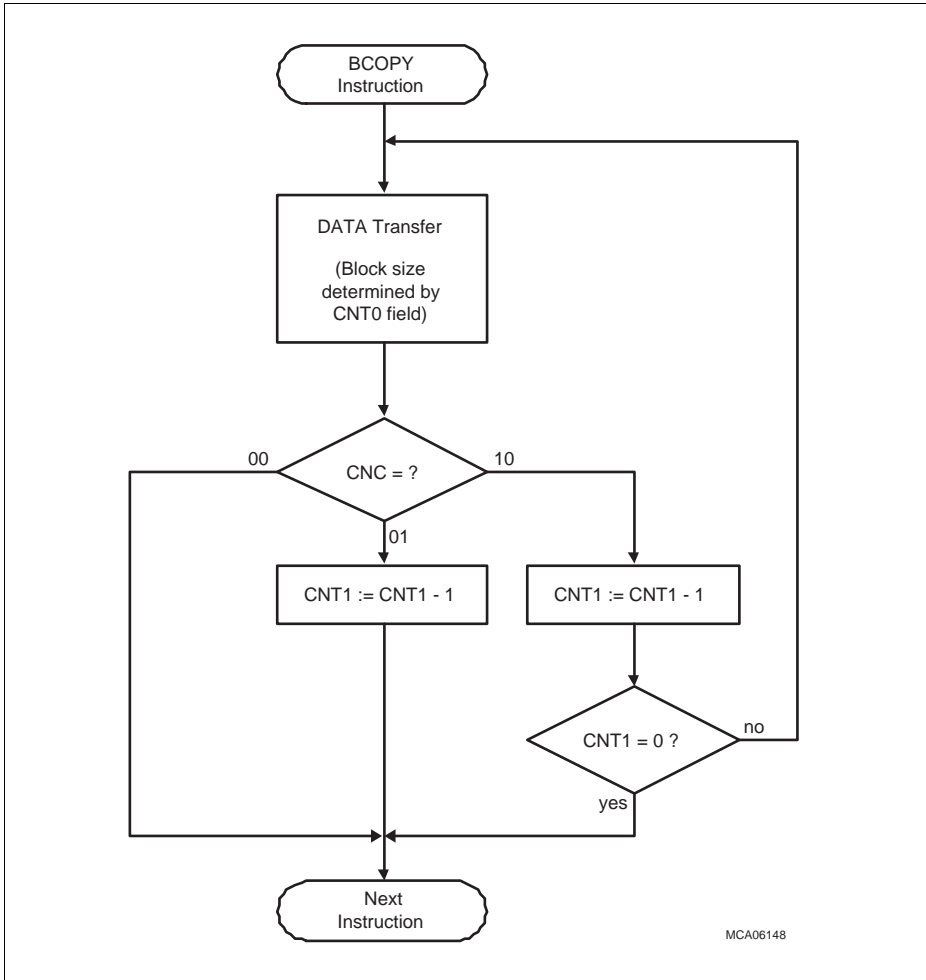 BCOPY
Instruction
DATA Transfer
(Block size
determined by
CNT0 field)
00
CNC = ?
10
01
CNT1 := CNT1 - 1
CNT1 := CNT1 - 1
CNT1 = 0 ?
no
yes
Next
Instruction
MCA06148